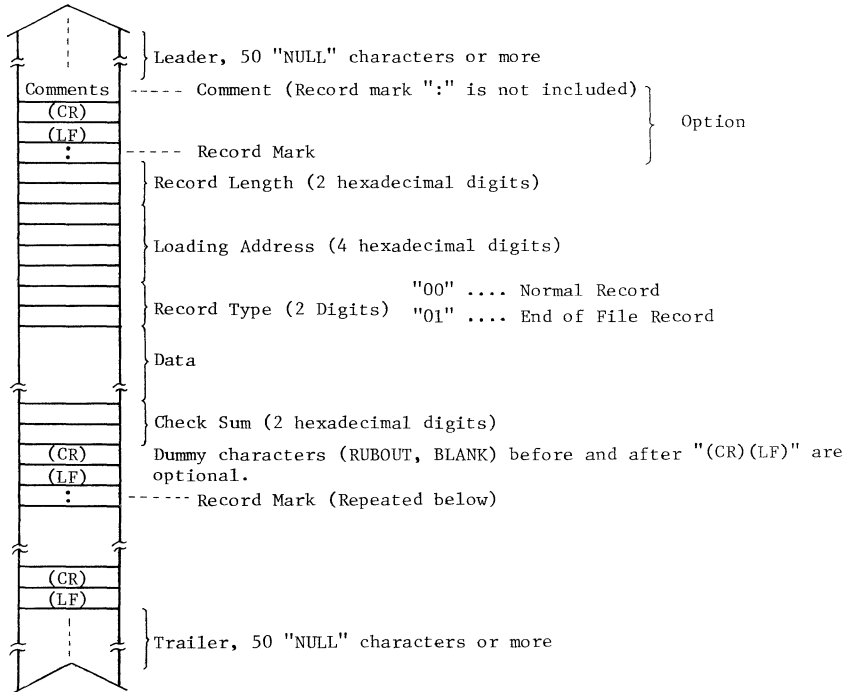 Leader, 50 "NULL" characters or more
Comments ----- Comment (Record mark ":" is not included)
(CR)
Option
(LF)
: ----- Record Mark
Record Length (2 hexadecimal digits)
Loading Address (4 hexadecimal digits)
"00" .... Normal Record
Record Type (2 Digits)
"01" .... End of File Record
Data
Check Sum (2 hexadecimal digits)
(CR) Dummy characters (RUBOUT, BLANK) before and after "(CR)(LF)" are
(LF) optional.
: ------ Record Mark (Repeated below)
(CR)
(LF)
Trailer, 50 "NULL" characters or more